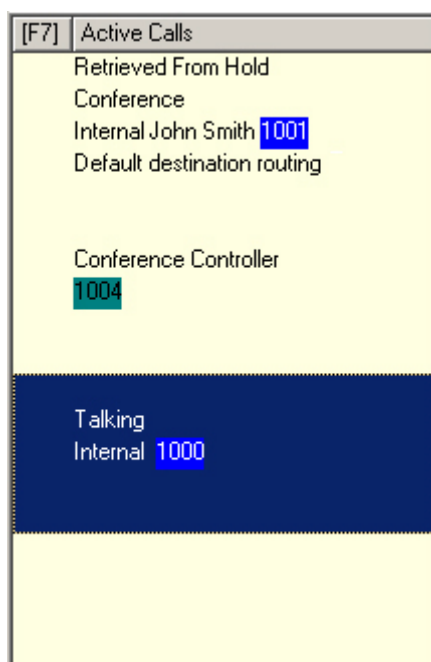 [F7] Active Calls
Retrieved From Hold
Conference
Internal John Smith 1001
Default destination routing
Conference Controller
1004
Talking
Internal 1000